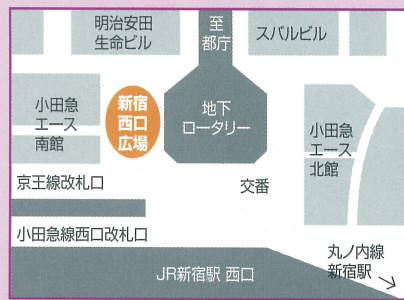 明治安田
生命ビル
至
都庁
スバルビル
小田急
エース
南館
新宿
西口
広場
地下
ロータリー
小田急
エース
北館
京王線改札口
交番
小田急線西口改札口
丸ノ内線
新宿駅
JR新宿駅 西口